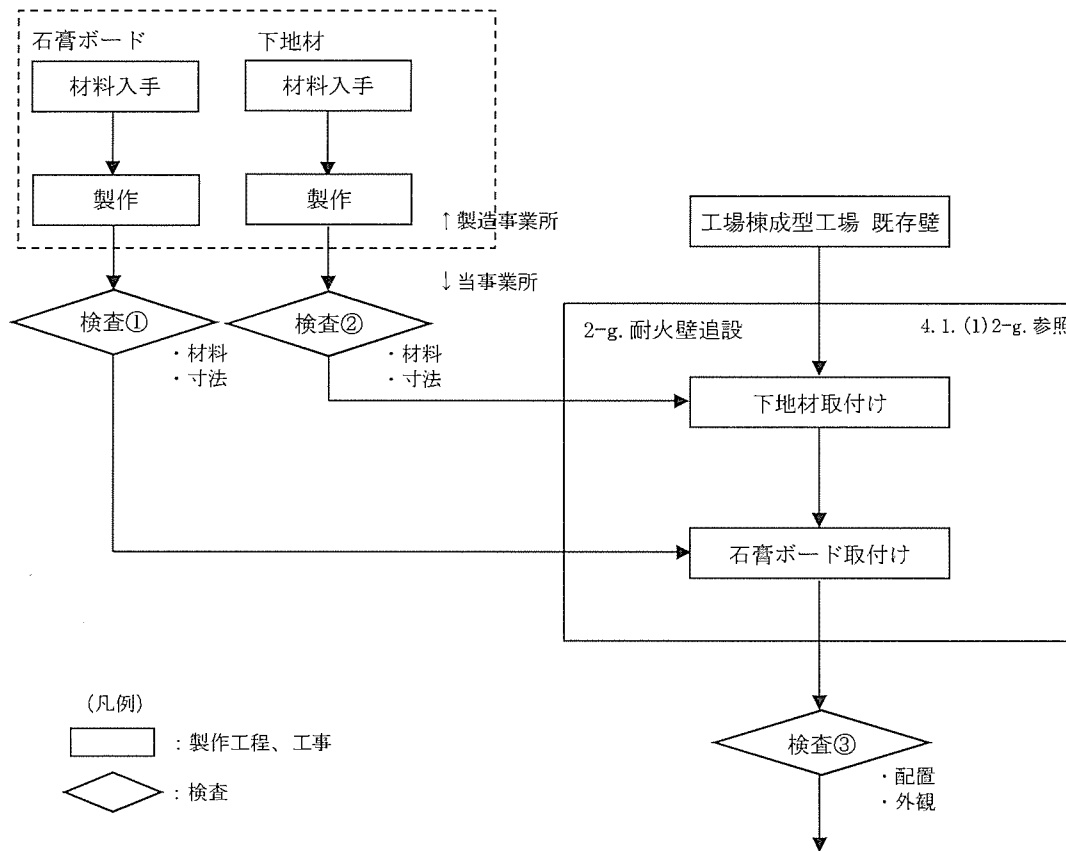 石膏ボード
下地材
材料入手
材料入手
製作
製作
↑製造事業所
↓当事業所
工場棟成型工場 既存壁
検査①
・材料
・寸法
検査②
・材料
・寸法
2-g.耐火壁追設
4.1.(1)2-g.参照
下地材取付け
石膏ボード取付け
検査③
・配置
・外観
(凡例)
：製作工程、工事
：検査